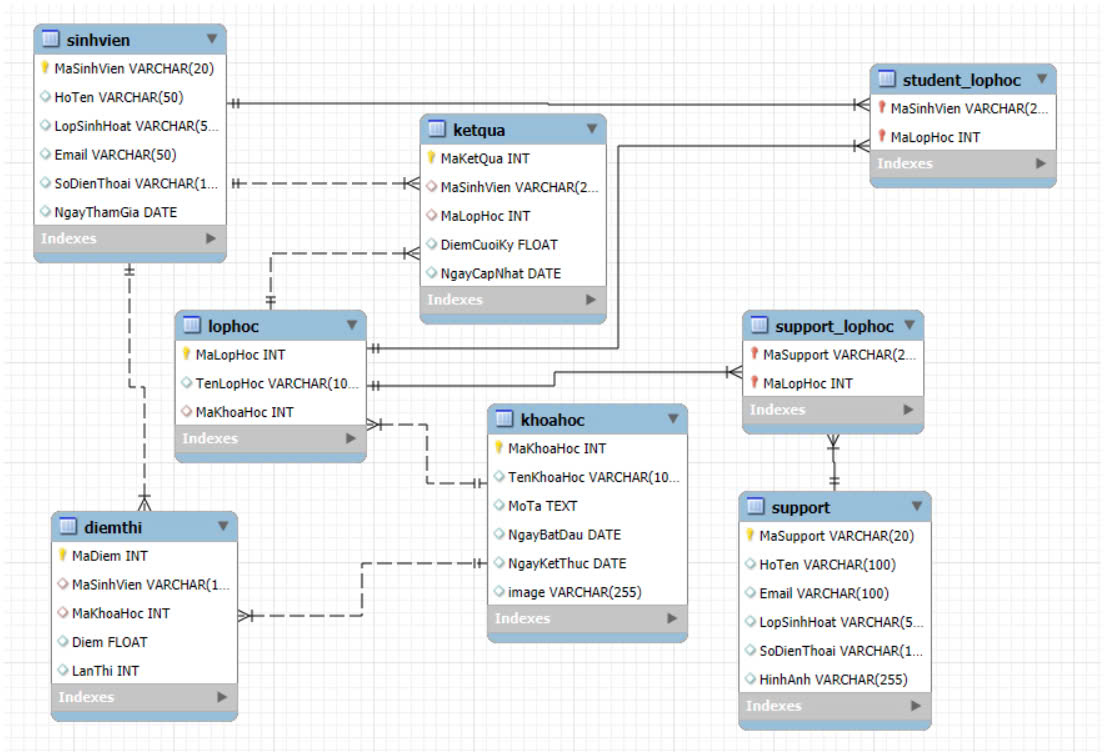 sinhvien
MaSinhVien VARCHAR(20)
HoTen VARCHAR(50)
LopSinhHoat VARCHAR(5...
Email VARCHAR(50)
SoDienThoai VARCHAR(1...
NgayThamGia DATE
Indexes
student_lophoc
MaSinhVien VARCHAR(2...
MaLopHoc INT
Indexes
ketqua
MaKetQua INT
MaSinhVien VARCHAR(2...
MaLopHoc INT
DiemCuoiKy FLOAT
NgayCapNhat DATE
Indexes
lophoc
MaLopHoc INT
TenLopHoc VARCHAR(10...
MaKhoaHoc INT
Indexes
support_lophoc
MaSupport VARCHAR(2...
MaLopHoc INT
Indexes
khoahoc
MaKhoaHoc INT
TenKhoaHoc VARCHAR(10...
MoTa TEXT
NgayBatDau DATE
NgayKetThuc DATE
image VARCHAR(255)
Indexes
diemthi
MaDiem INT
MaSinhVien VARCHAR(1...
MaKhoaHoc INT
Diem FLOAT
LanThi INT
Indexes
support
MaSupport VARCHAR(20)
HoTen VARCHAR(100)
Email VARCHAR(100)
LopSinhHoat VARCHAR(5...
SoDienThoai VARCHAR(1...
HinhAnh VARCHAR(255)
Indexes